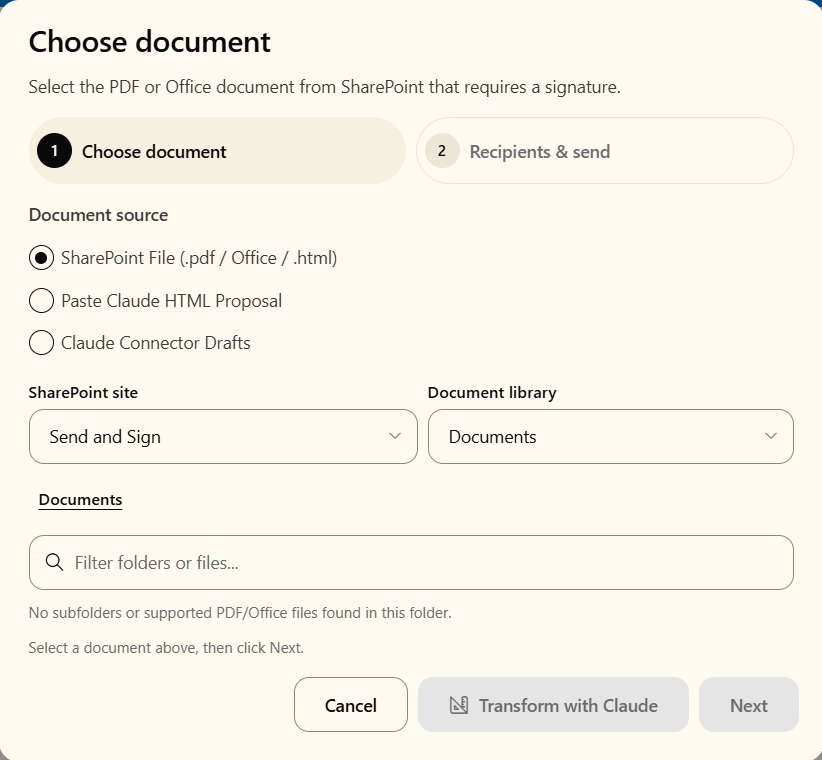 Choose document
Select the PDF or Office document from SharePoint that requires a signature.
1 Choose document
2 Recipients & send
Document source
SharePoint File (.pdf / Office / .html)
Paste Claude HTML Proposal
Claude Connector Drafts
SharePoint site
Document library
Send and Sign
Documents
Documents
Filter folders or files...
No subfolders or supported PDF/Office files found in this folder.
Select a document above, then click Next.
Cancel
Transform with Claude
Next